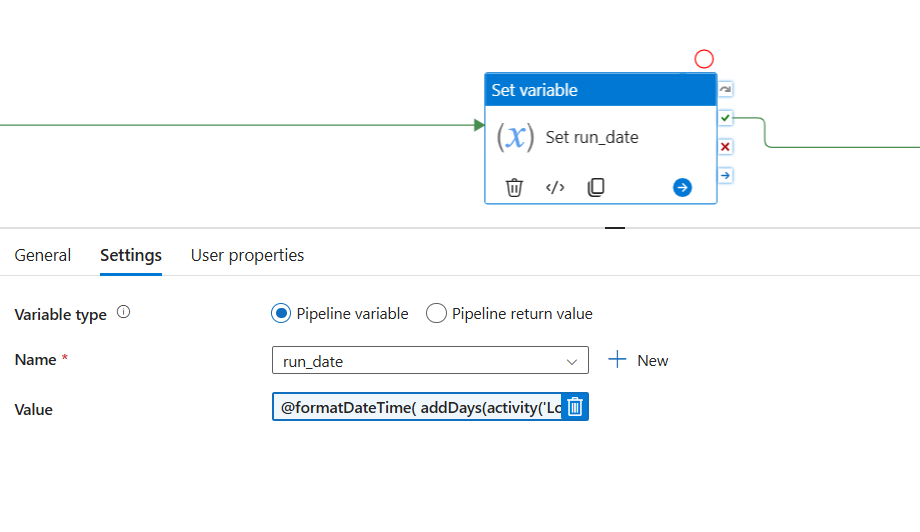 Set variable
(x) Set run_date
</>
General Settings User properties
Variable type Pipeline variable Pipeline return value
Name * run_date New
Value @formatDateTime( addDays(activity('Lo